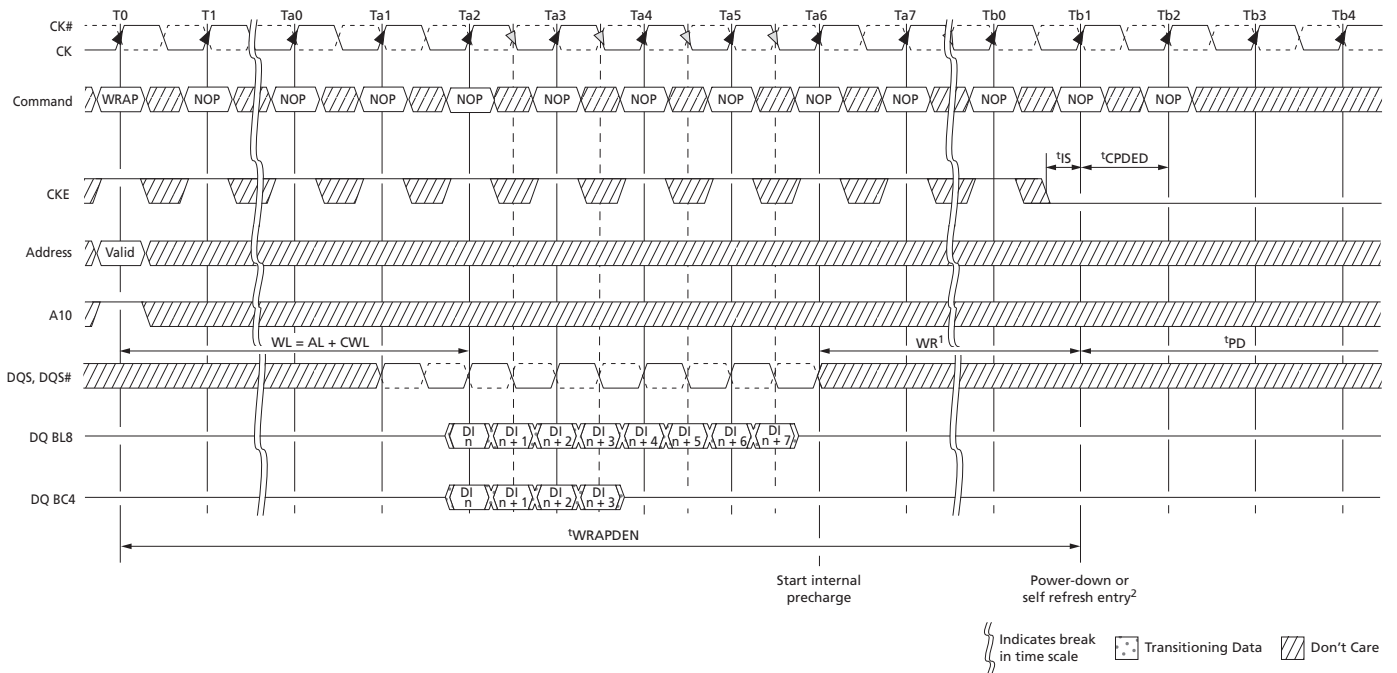 T0 T1 Ta0 Ta1 Ta2 Ta3 Ta4 Ta5 Ta6 Ta7 Tb0 Tb1 Tb2 Tb3 Tb4
CK#
CK
Command WRAP NOP NOP NOP NOP NOP NOP NOP NOP NOP NOP NOP NOP
tIS tCPDED
CKE
Address Valid
A10
WL = AL + CWL WR1 tPD
DQS, DQS#
DQ BL8 DI n DI n + 1 DI n + 2 DI n + 3 DI n + 4 DI n + 5 DI n + 6 DI n + 7
DQ BC4 DI n DI n + 1 DI n + 2 DI n + 3
tWRAPDEN
Start internal
precharge
Power-down or
self refresh entry2
Indicates break
in time scale
Transitioning Data
Don't Care